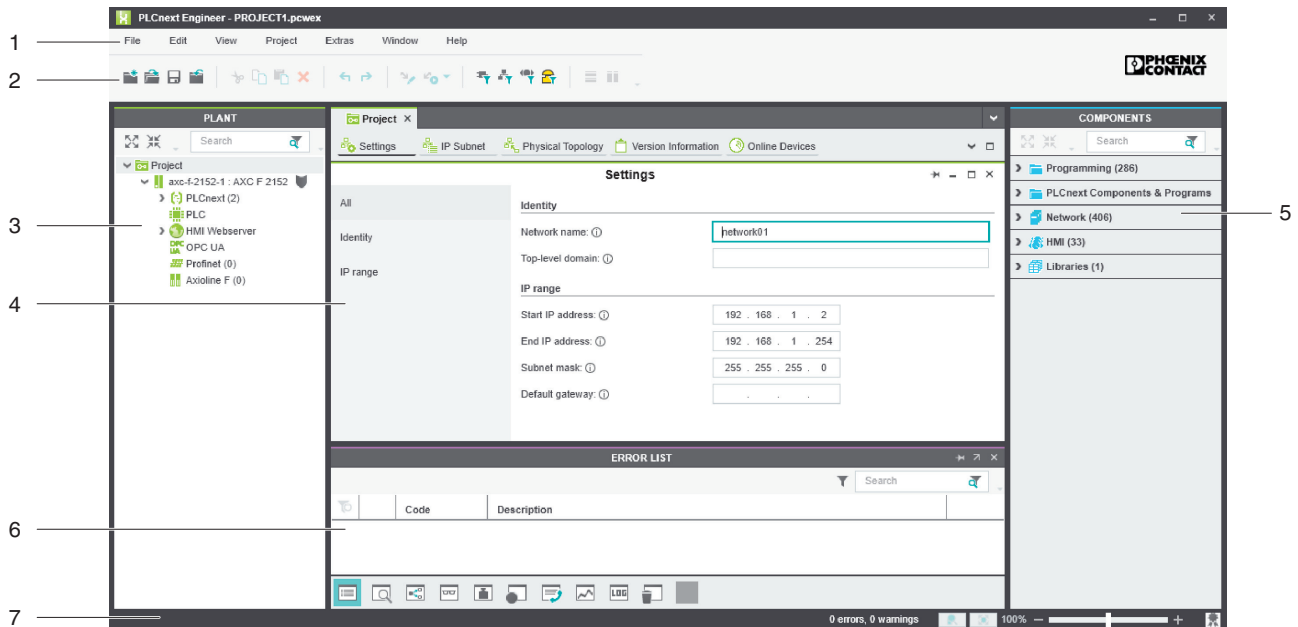 PLCnext Engineer - PROJECT1.pcwex
1 File Edit View Project Extras Window Help
PHŒNIX
CONTACT
2
PLANT
Search
Project
axc-f-2152-1 : AXC F 2152
PLCnext (2)
PLC
3
HMI Webserver
OPC UA OPC UA
Profinet (0)
Axioline F (0)
4
Project
Settings IP Subnet Physical Topology Version Information Online Devices
Settings
All
Identity
IP range
Identity
Network name: network01
Top-level domain:
IP range
Start IP address: 192 . 168 . 1 . 2
End IP address: 192 . 168 . 1 . 254
Subnet mask: 255 . 255 . 255 . 0
Default gateway: . . .
COMPONENTS
Search
Programming (286)
PLCnext Components & Programs
Network (406)
5
HMI (33)
Libraries (1)
ERROR LIST
Search
Code Description
6
LOG
7
0 errors, 0 warnings 100%